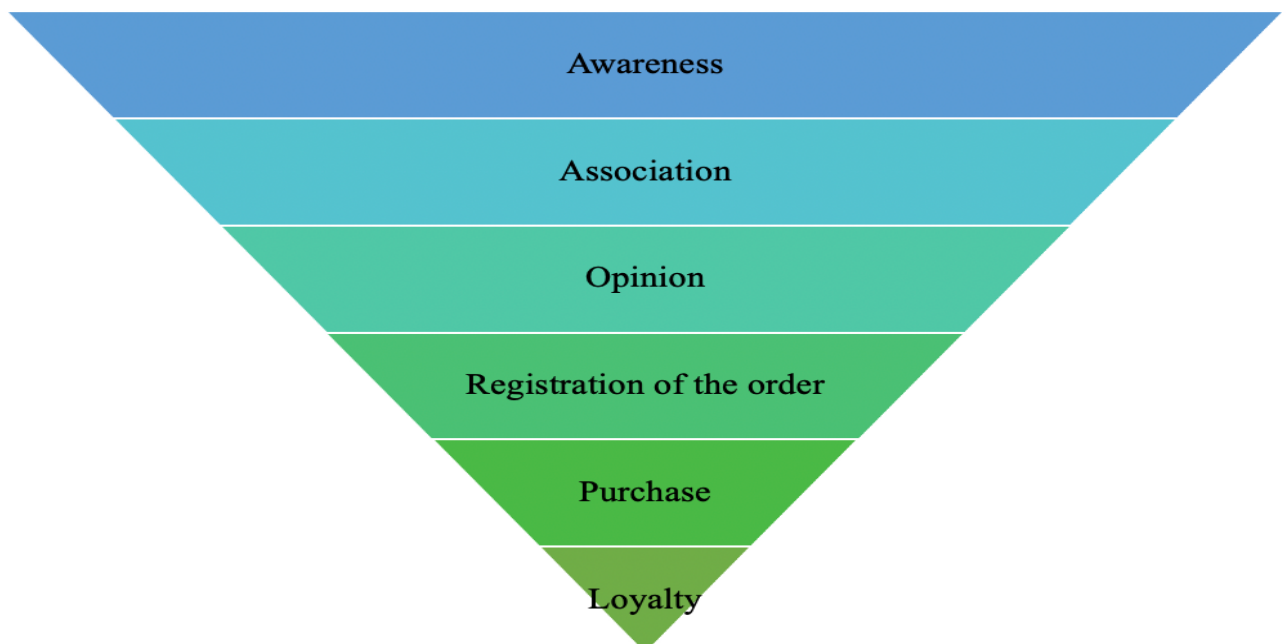 Awareness
Association
Opinion
Registration of the order
Purchase
Loyalty